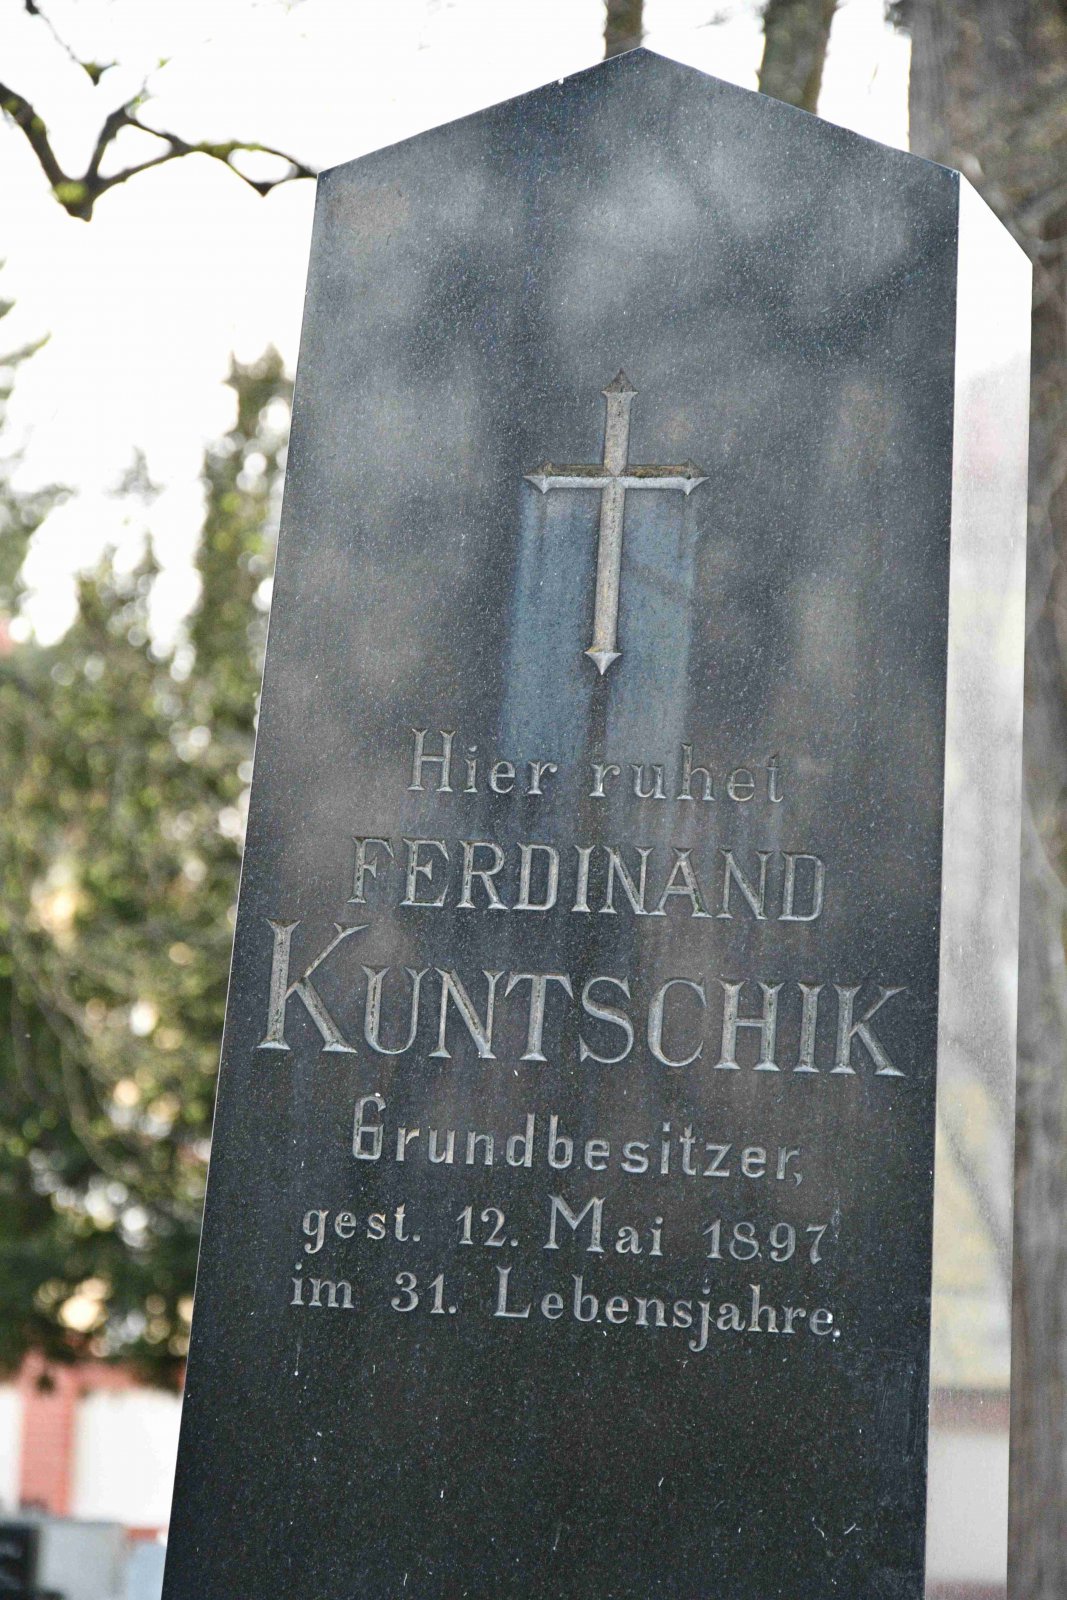 Hier ruhet
FERDINAND
KUNTSCHIK
Grundbesitzer,
gest. 12. Mai 1897
im 31. Lebensjahre.